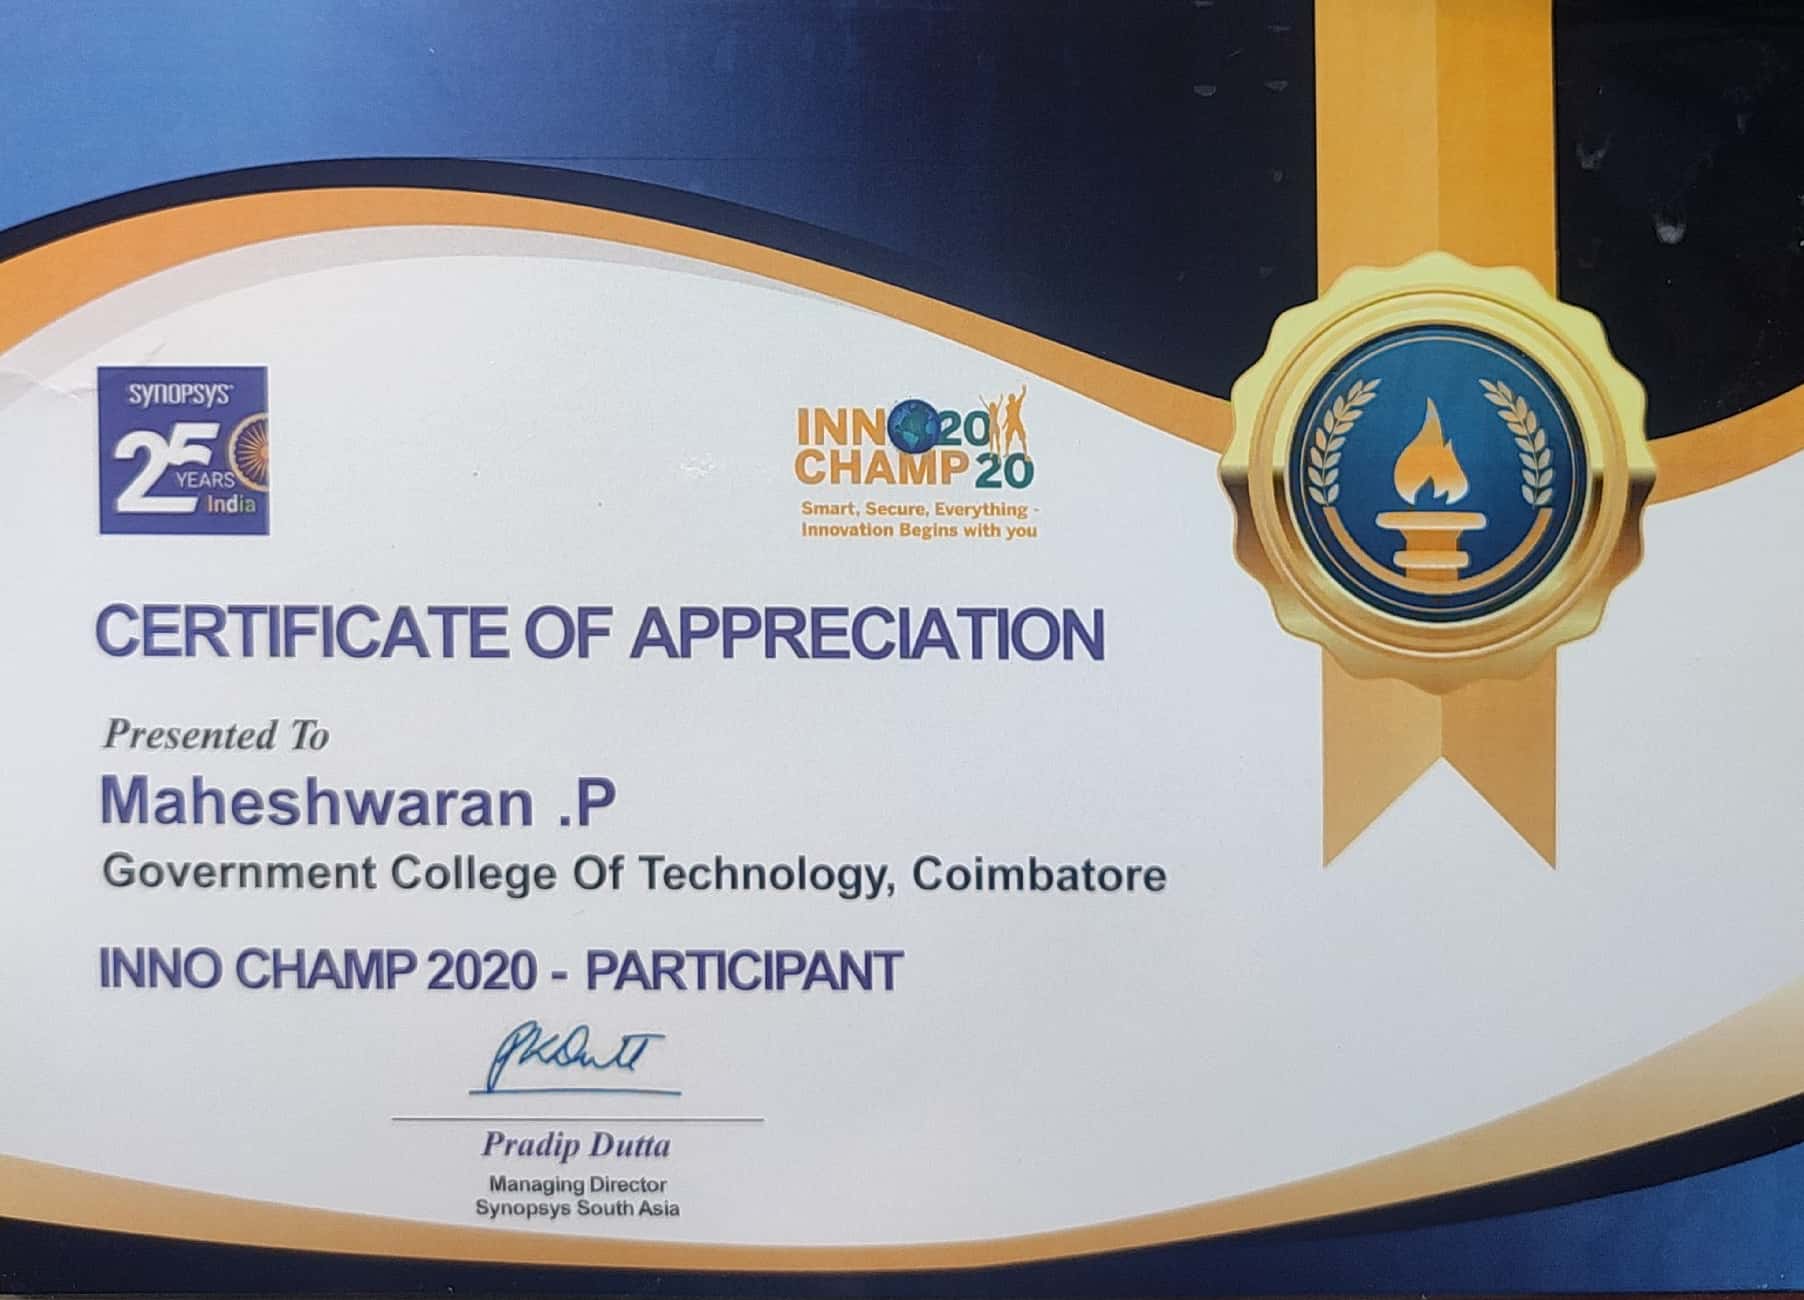 SYNOPSYS
25
YEARS
India
INNO 20
CHAMP 20
Smart, Secure, Everything -
Innovation Begins with you
CERTIFICATE OF APPRECIATION
Presented To
Maheshwaran .P
Government College Of Technology, Coimbatore
INNO CHAMP 2020 - PARTICIPANT
PKDutt
Pradip Dutta
Managing Director
Synopsys South Asia